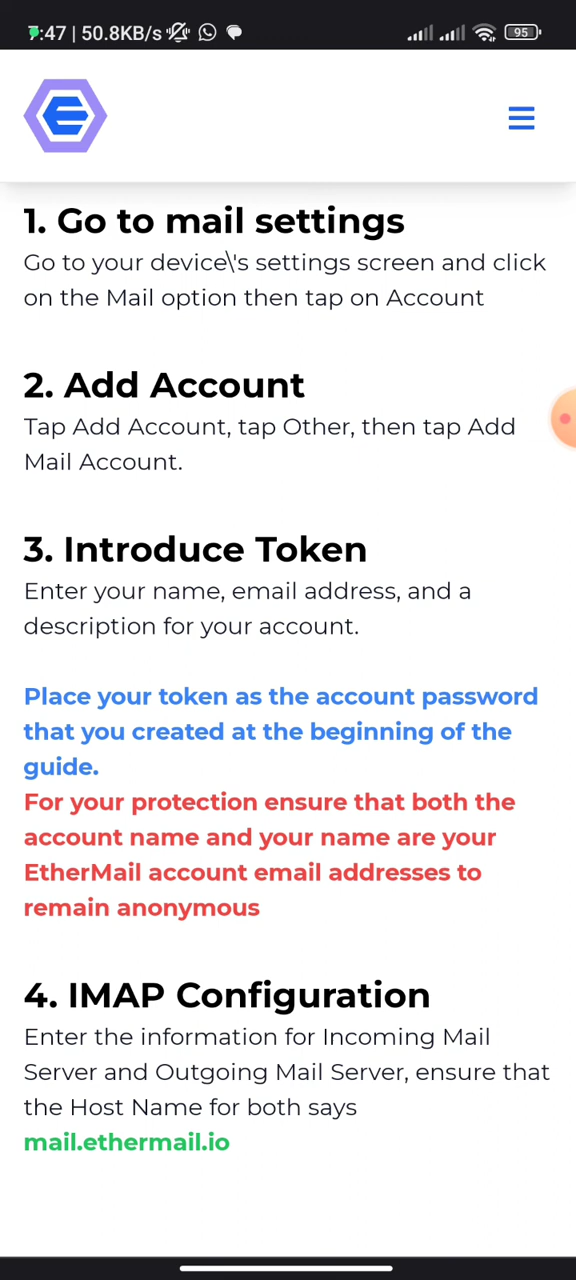 7:47 | 50.8KB/s
95
1. Go to mail settings
Go to your device\'s settings screen and click
on the Mail option then tap on Account
2. Add Account
Tap Add Account, tap Other, then tap Add
Mail Account.
3. Introduce Token
Enter your name, email address, and a
description for your account.
Place your token as the account password
that you created at the beginning of the
guide.
For your protection ensure that both the
account name and your name are your
EtherMail account email addresses to
remain anonymous
4. IMAP Configuration
Enter the information for Incoming Mail
Server and Outgoing Mail Server, ensure that
the Host Name for both says
mail.ethermail.io